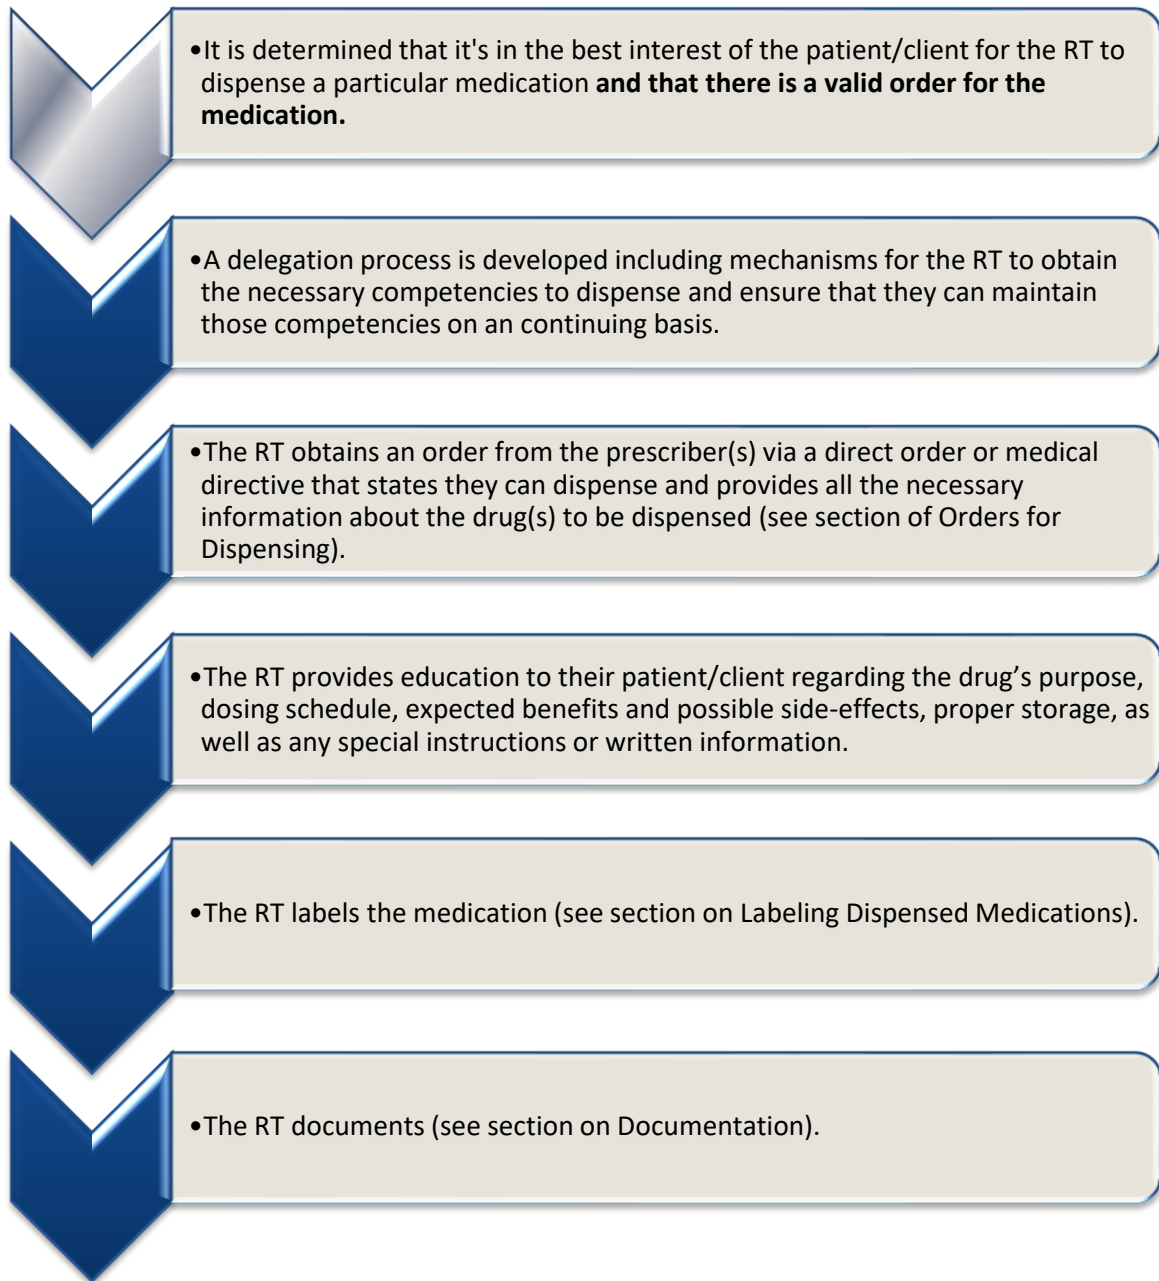 •It is determined that it's in the best interest of the patient/client for the RT to
dispense a particular medication and that there is a valid order for the
medication.
•A delegation process is developed including mechanisms for the RT to obtain
the necessary competencies to dispense and ensure that they can maintain
those competencies on an continuing basis.
•The RT obtains an order from the prescriber(s) via a direct order or medical
directive that states they can dispense and provides all the necessary
information about the drug(s) to be dispensed (see section of Orders for
Dispensing).
•The RT provides education to their patient/client regarding the drug’s purpose,
dosing schedule, expected benefits and possible side-effects, proper storage, as
well as any special instructions or written information.
•The RT labels the medication (see section on Labeling Dispensed Medications).
•The RT documents (see section on Documentation).